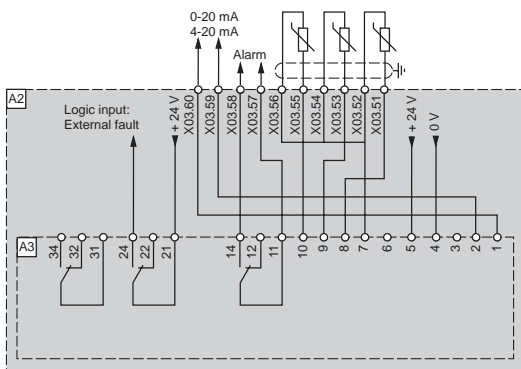 0-20 mA
4-20 mA
Alarm
A2
Logic input:
External fault
+ 24 V
X03.60
X03.59
X03.58
X03.57
X03.56
X03.55
X03.54
X03.53
X03.52
X03.51
+ 24 V
0 V
A3
34
32
31
24
22
21
14
12
11
10
9
8
7
6
5
4
3
2
1